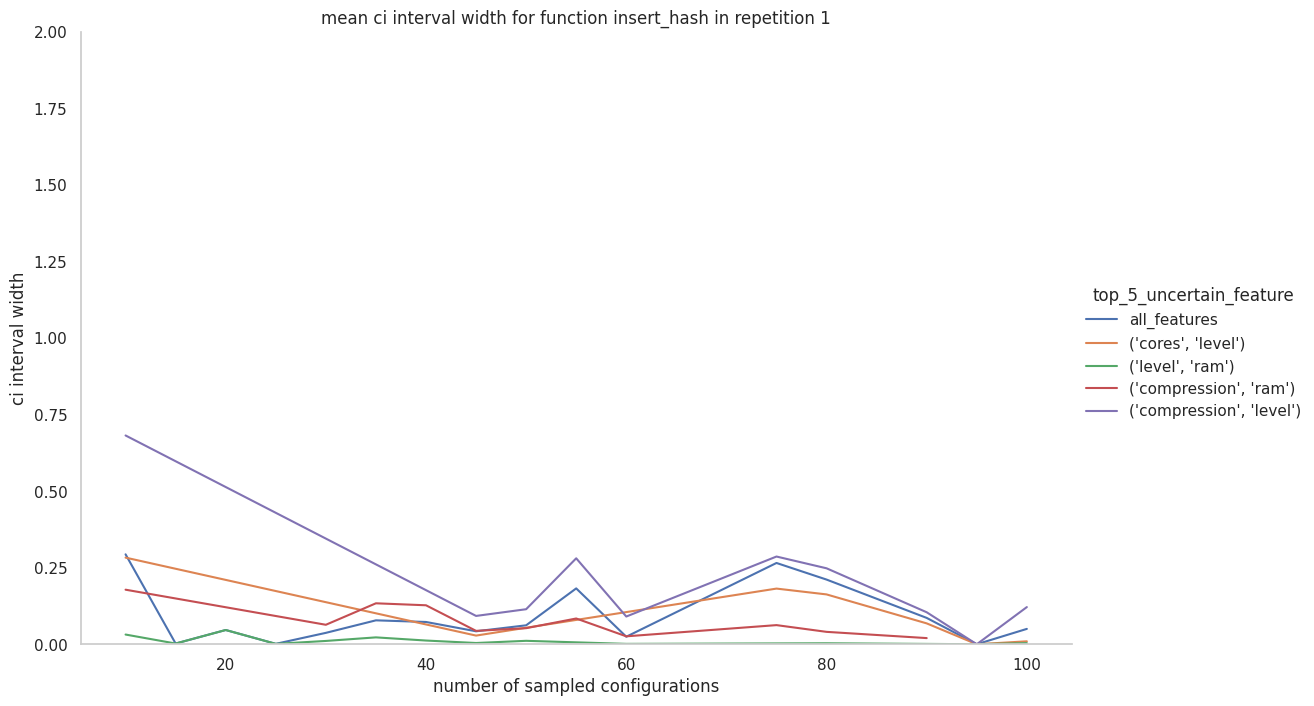 mean ci interval width for function insert_hash in repetition 1
2.00
1.75
1.50
1.25
1.00
0.75
0.50
0.25
0.00
ci interval width
20 40 60 80 100
number of sampled configurations
top_5_uncertain_feature
all_features
('cores', 'level')
('level', 'ram')
('compression', 'ram')
('compression', 'level')